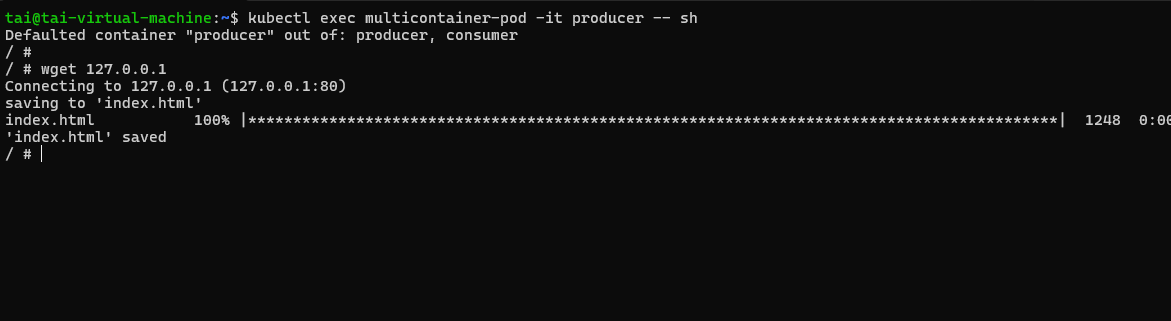 tai@tai-virtual-machine:~$ kubectl exec multicontainer-pod -it producer -- sh
Defaulted container "producer" out of: producer, consumer
/ #
/ # wget 127.0.0.1
Connecting to 127.0.0.1 (127.0.0.1:80)
saving to 'index.html'
index.html           100% |******************************************************************************************| 1248  0:00
'index.html' saved
/ #